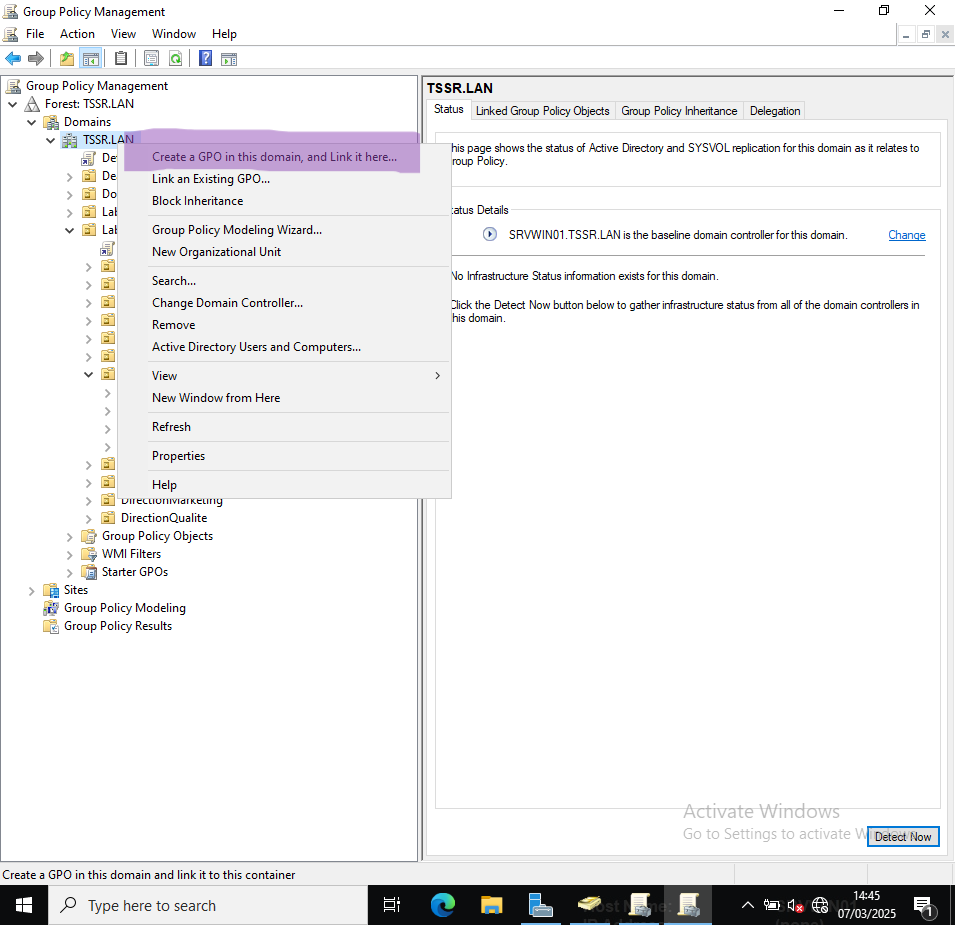 Group Policy Management
File Action View Window Help
Group Policy Management
Forest: TSSR.LAN
Domains
TSSR.LAN
Create a GPO in this domain, and Link it here...
Link an Existing GPO...
Block Inheritance
Group Policy Modeling Wizard...
New Organizational Unit
Search...
Change Domain Controller...
Remove
Active Directory Users and Computers...
View
New Window from Here
Refresh
Properties
Help
De
Do
Lal
Lal
DirectionMarketing
DirectionQualite
Group Policy Objects
WMI Filters
Starter GPOs
Sites
Group Policy Modeling
Group Policy Results
TSSR.LAN
Status Linked Group Policy Objects Group Policy Inheritance Delegation
his page shows the status of Active Directory and SYSVOL replication for this domain as it relates to
roup Policy.
tatus Details
SRVWIN01.TSSR.LAN is the baseline domain controller for this domain. Change
No Infrastructure Status information exists for this domain.
Click the Detect Now button below to gather infrastructure status from all of the domain controllers in
his domain.
Activate Windows
Go to Settings to activate Windows.
Detect Now
Create a GPO in this domain and link it to this container
Type here to search
14:45
07/03/2025
1